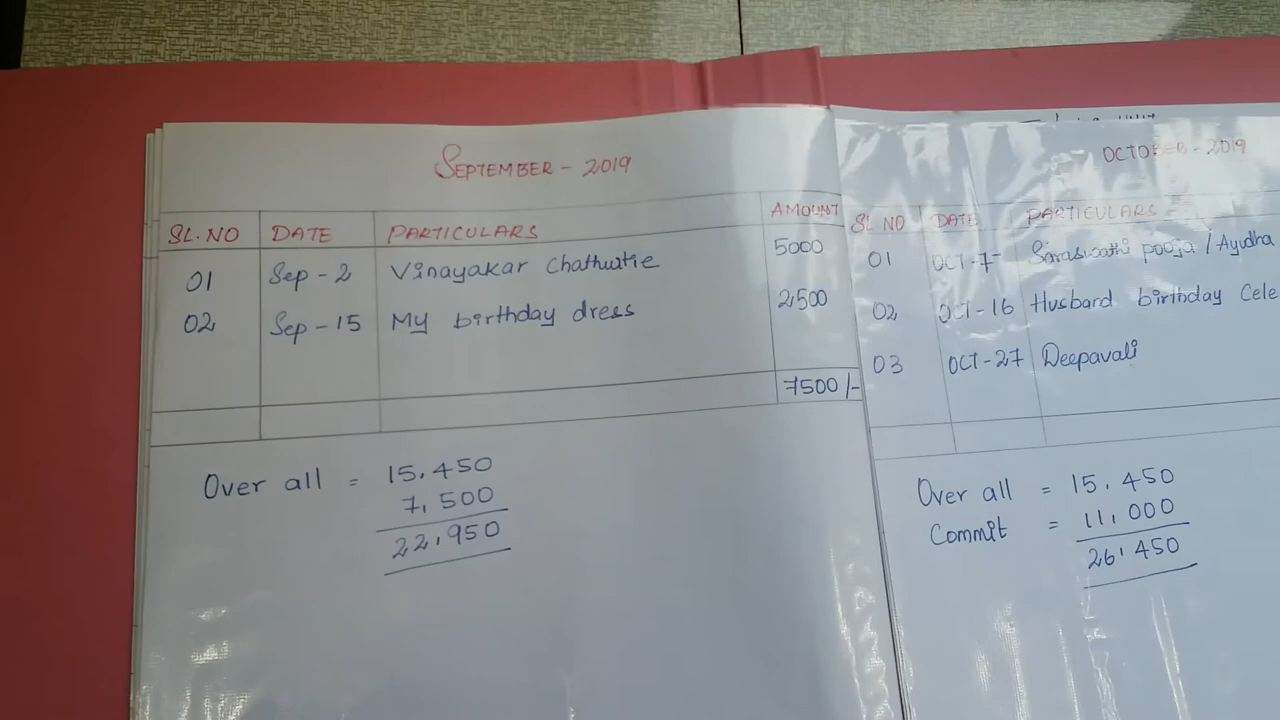 SEPTEMBER - 2019
SL.NO DATE PARTICULARS AMOUNT
01 Sep - 2 Vinayakar Chathurtie 5000
02 Sep - 15 My birthday dress 2500
7500/-
Over all = 15,450
7,500
22,950
OCTOBER - 2019
SL NO DATE PARTICULARS
01 OCT-7 Saraswathi pooja / Ayudha
02 OCT-16 Husband birthday Cele
03 OCT-27 Deepavali
Over all = 15,450
Commit = 11,000
26,450